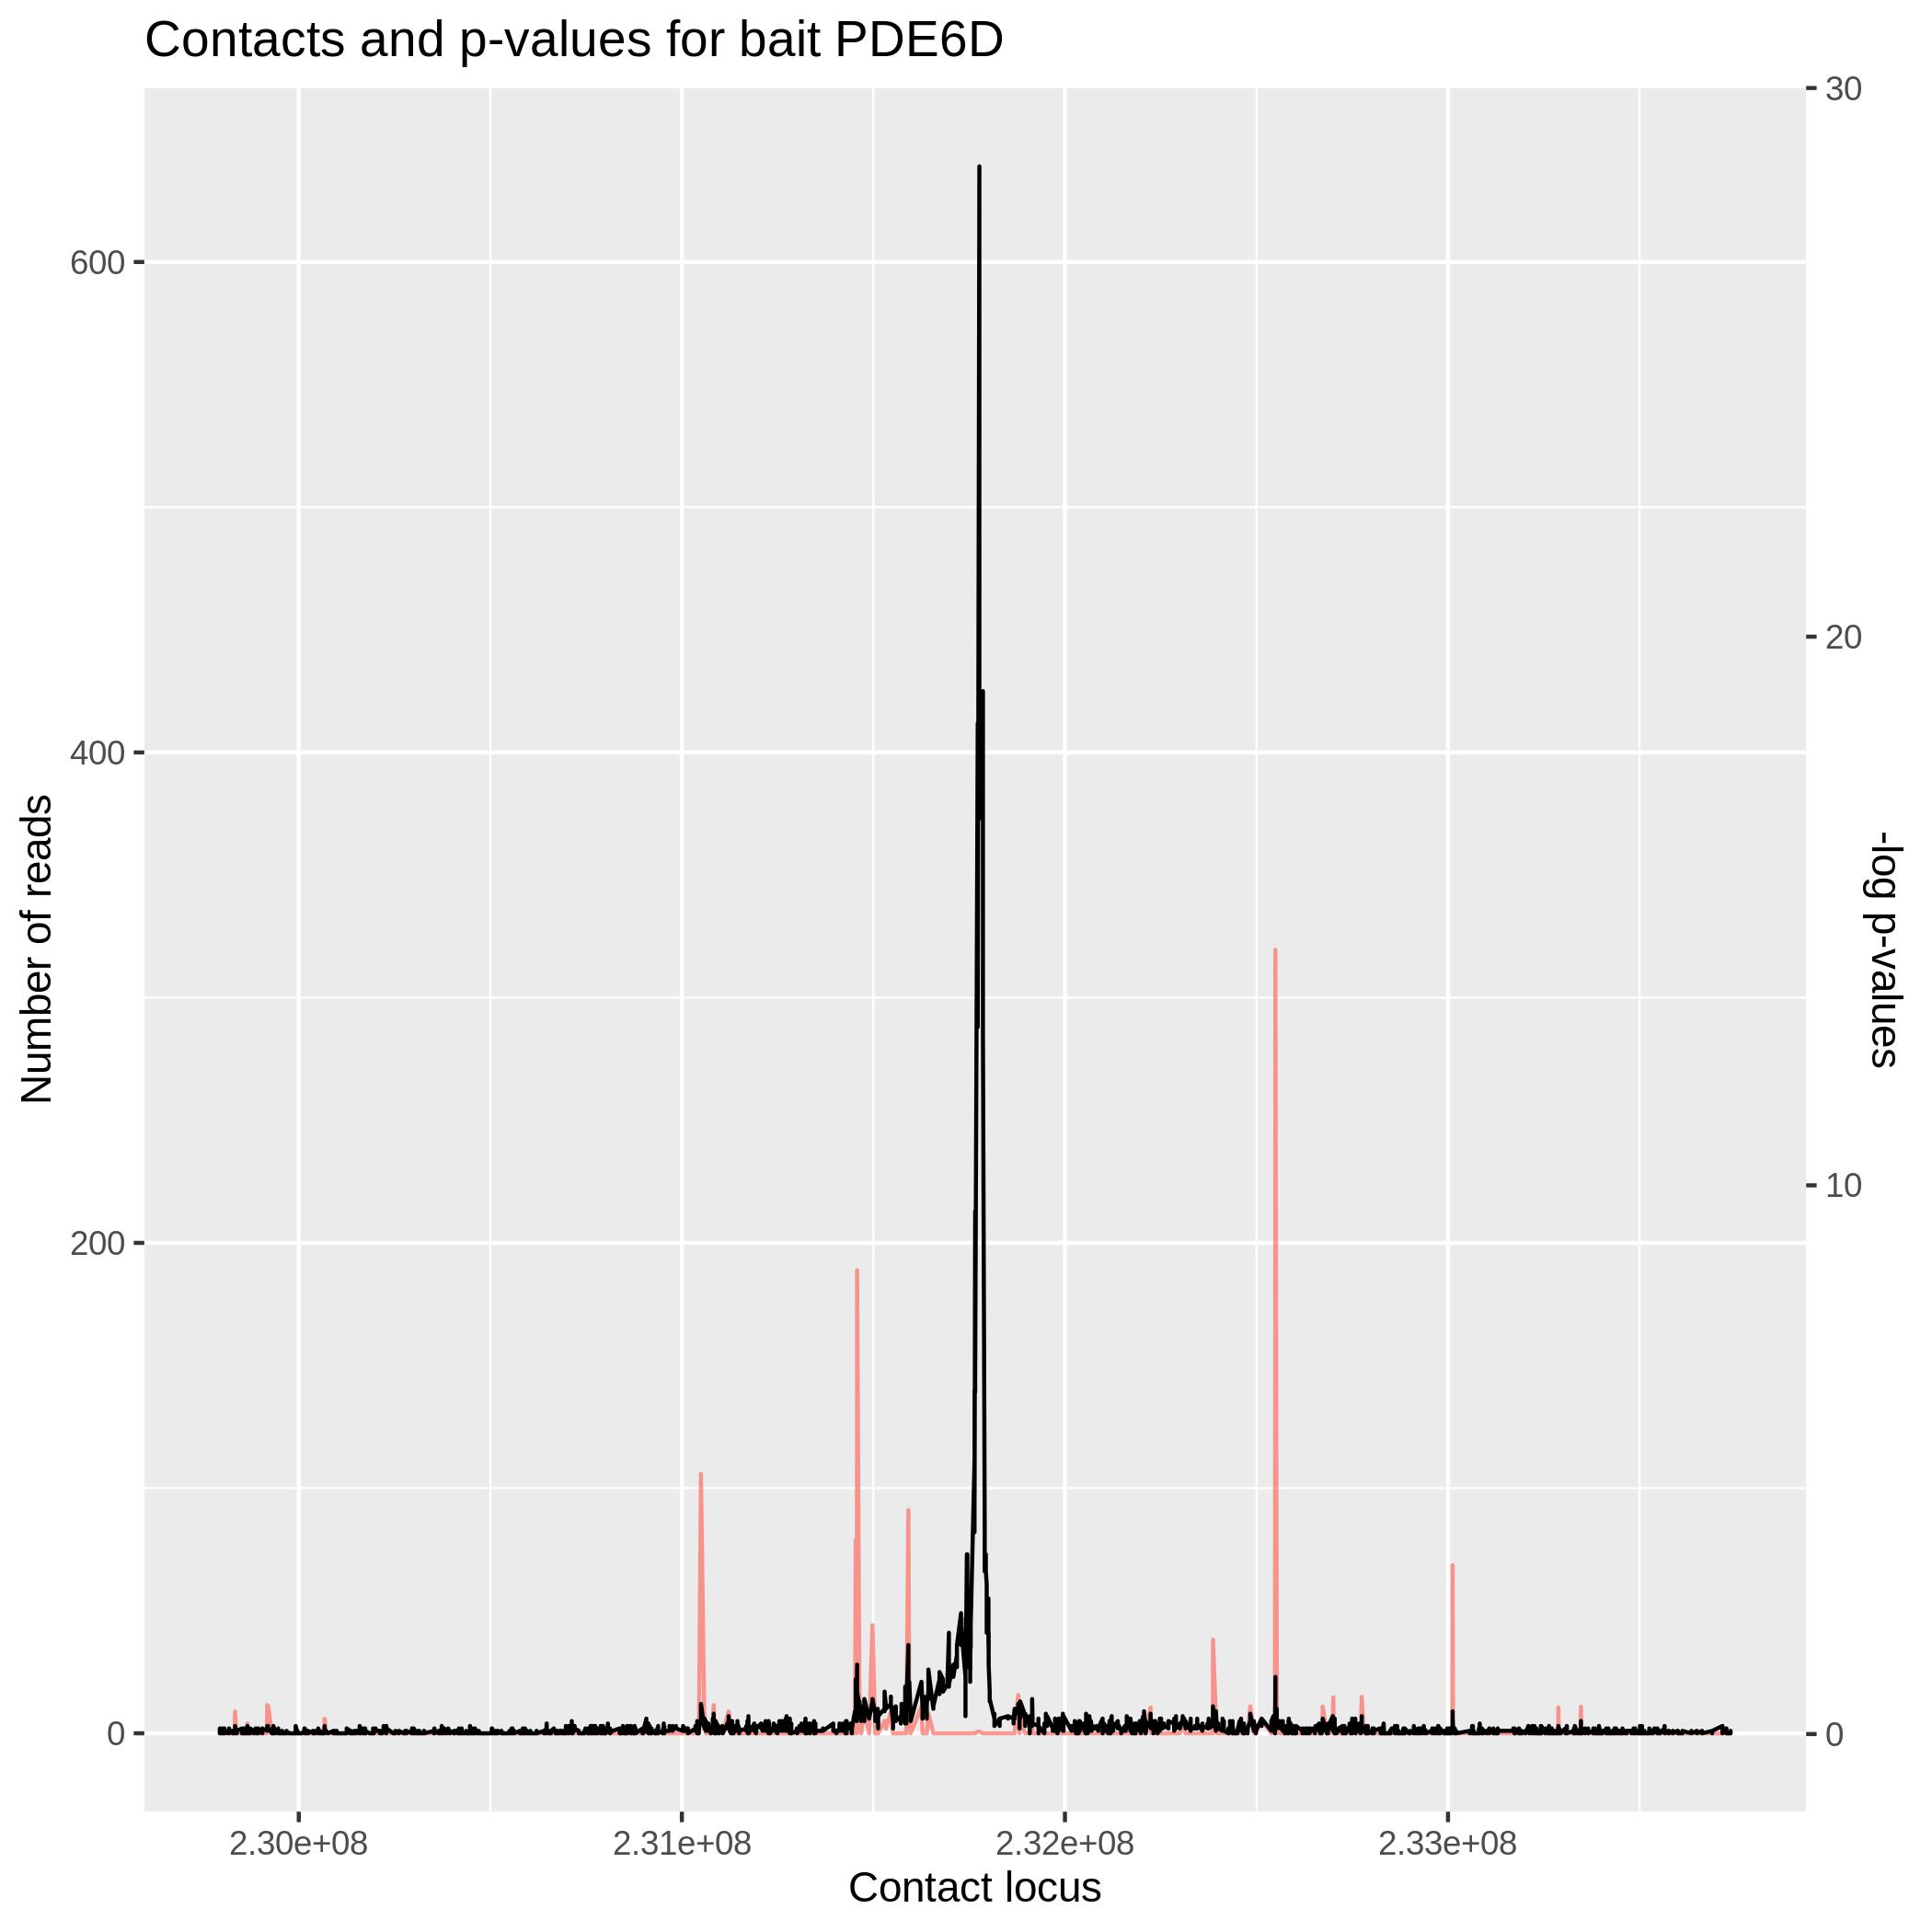 Contacts and p-values for bait PDE6D
Number of reads
600
400
200
0
30
20
10
0
-log p-values
2.30e+08 2.31e+08 2.32e+08 2.33e+08
Contact locus